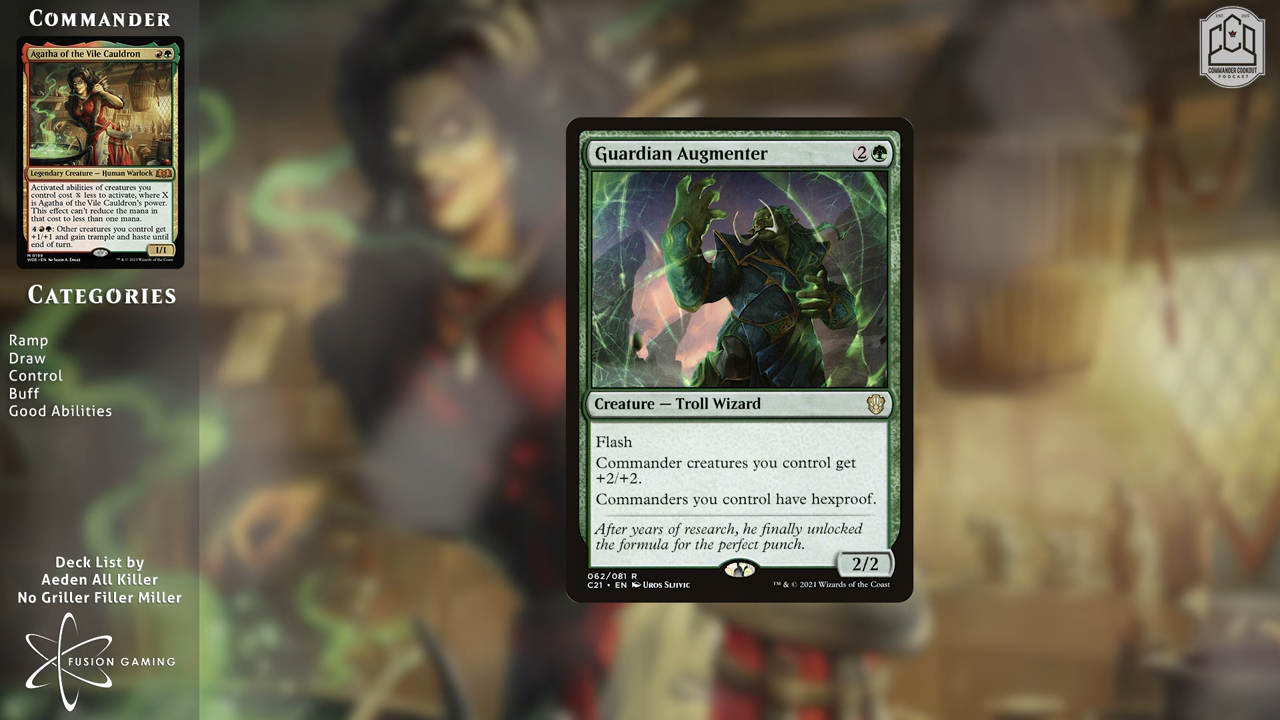 COMMANDER
Agatha of the Vile Cauldron
Legendary Creature — Human Warlock
Activated abilities of creatures you
control cost X less to activate, where X
is Agatha of the Vile Cauldron's power.
This effect can't reduce the mana in
that cost to less than one mana.
4: Other creatures you control get
+1/+1 and gain trample and haste until
end of turn.
1/1
CATEGORIES
Ramp
Draw
Control
Buff
Good Abilities
Deck List by
Aeden All Killer
No Griller Filler Miller
FUSION GAMING
Guardian Augmenter
2
Creature — Troll Wizard
Flash
Commander creatures you control get
+2/+2.
Commanders you control have hexproof.
After years of research, he finally unlocked
the formula for the perfect punch.
2/2
062/081 R
C21 • EN UROS SLJIVIC
™ & © 2021 Wizards of the Coast
CCO
COMMANDER COOKOUT
PODCAST